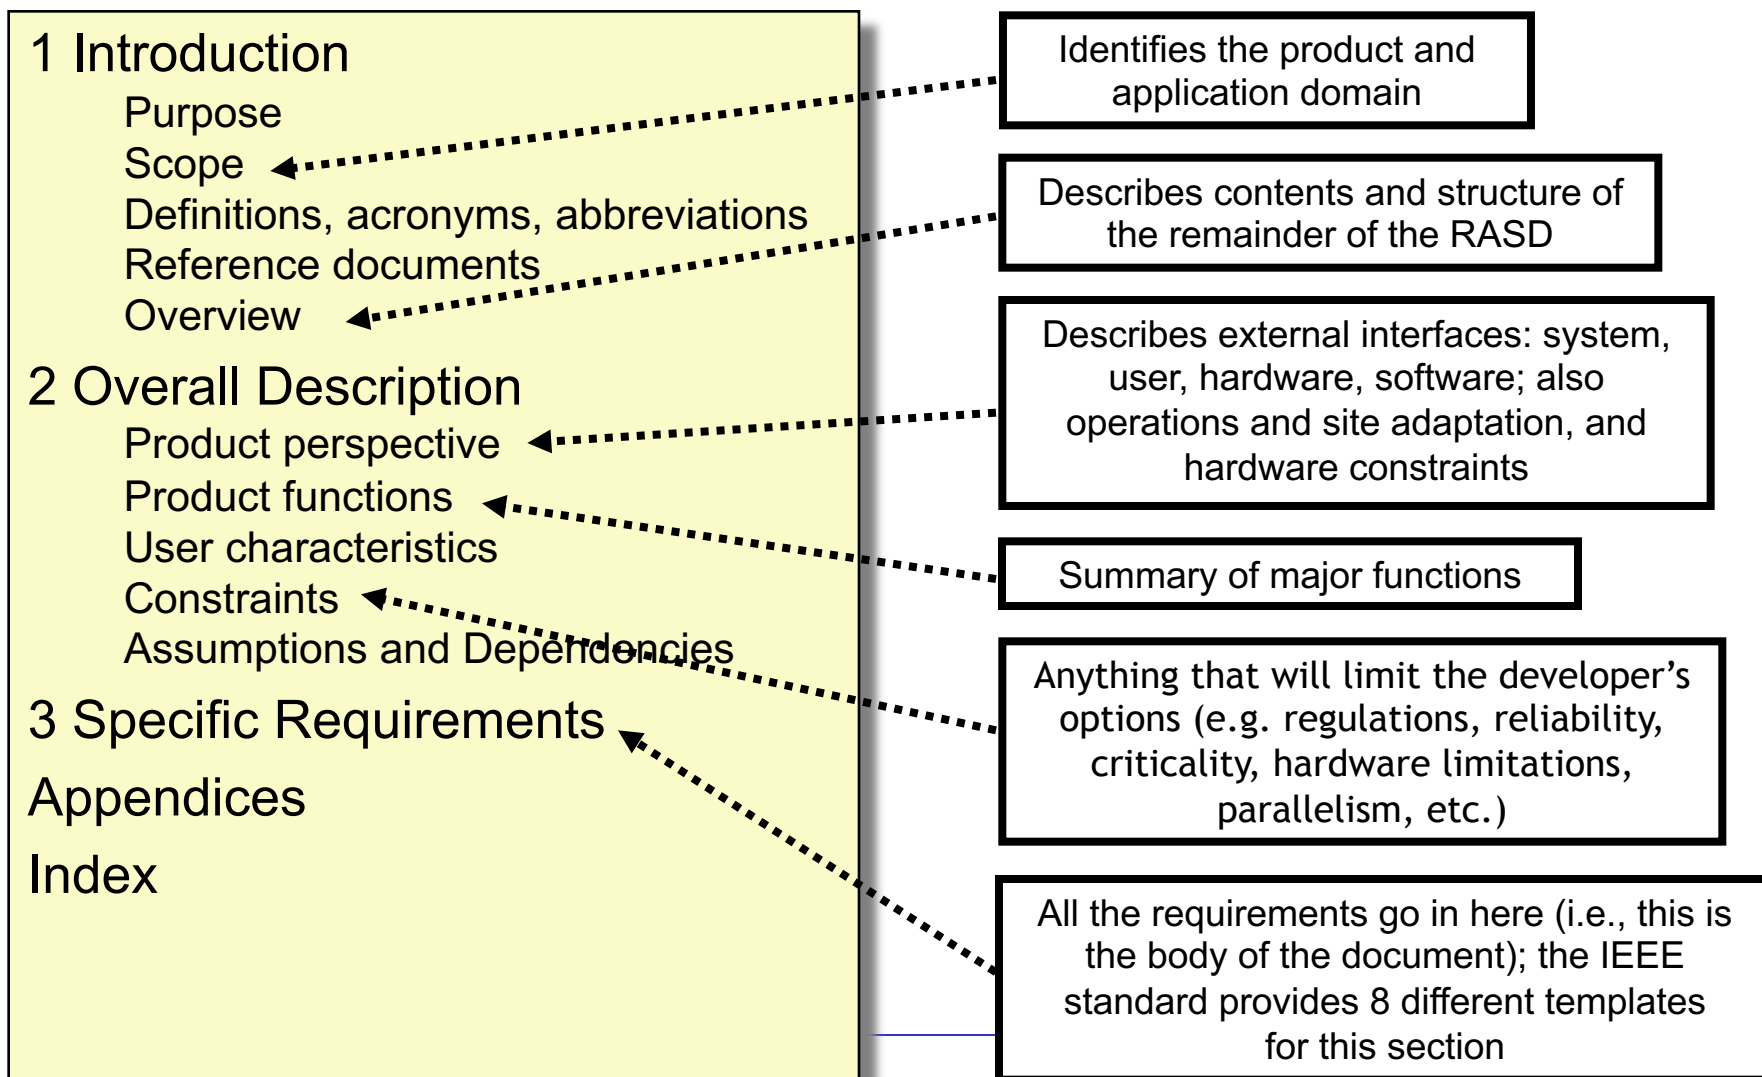 1 Introduction
Purpose
Scope
Definitions, acronyms, abbreviations
Reference documents
Overview
2 Overall Description
Product perspective
Product functions
User characteristics
Constraints
Assumptions and Dependencies
3 Specific Requirements
Appendices
Index
Identifies the product and
application domain
Describes contents and structure of
the remainder of the RASD
Describes external interfaces: system,
user, hardware, software; also
operations and site adaptation, and
hardware constraints
Summary of major functions
Anything that will limit the developer’s
options (e.g. regulations, reliability,
criticality, hardware limitations,
parallelism, etc.)
All the requirements go in here (i.e., this is
the body of the document); the IEEE
standard provides 8 different templates
for this section